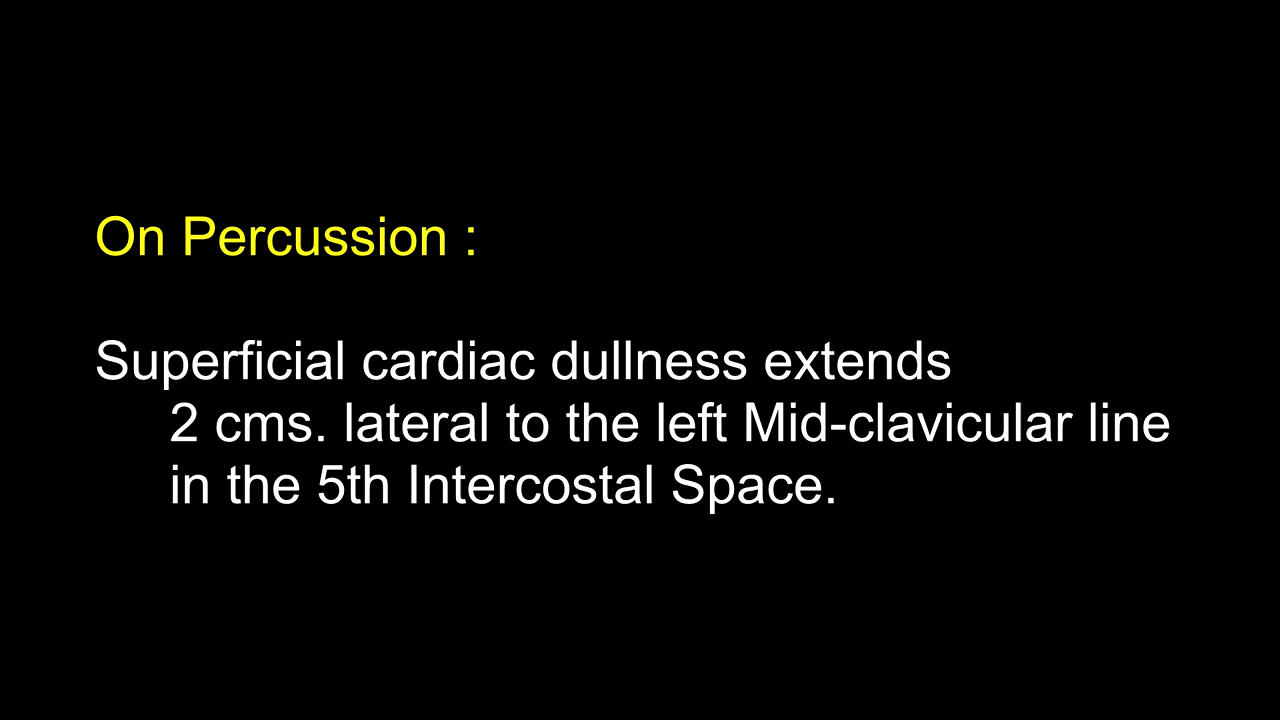 On Percussion :
Superficial cardiac dullness extends
2 cms. lateral to the left Mid-clavicular line
in the 5th Intercostal Space.